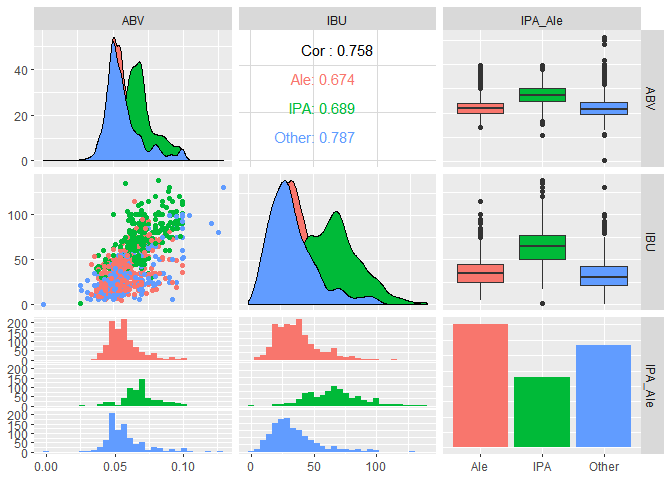 ABV IBU IPA_Ale
40
20
0
Cor : 0.758
Ale: 0.674
IPA: 0.689
Other: 0.787
ABV
100
50
0
IBU
200
150
100
50
0
200
150
100
50
0
200
150
100
50
0
IPA_Ale
0.00 0.05 0.10 0 50 100 Ale IPA Other